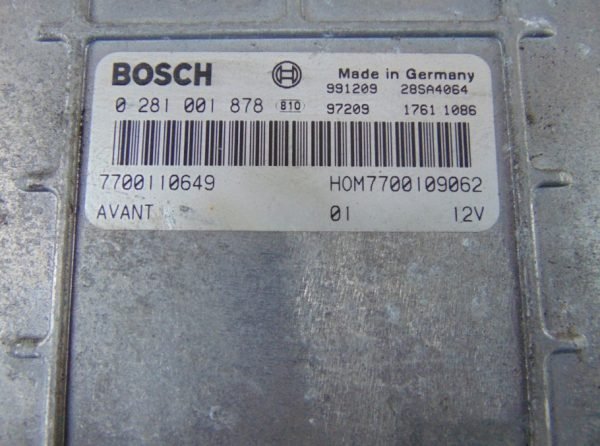 BOSCH Made in Germany
991209 28SA4064
0 281 001 878 810 97209 1761 1086
7700110649 HOM7700109062
AVANT 01 12V